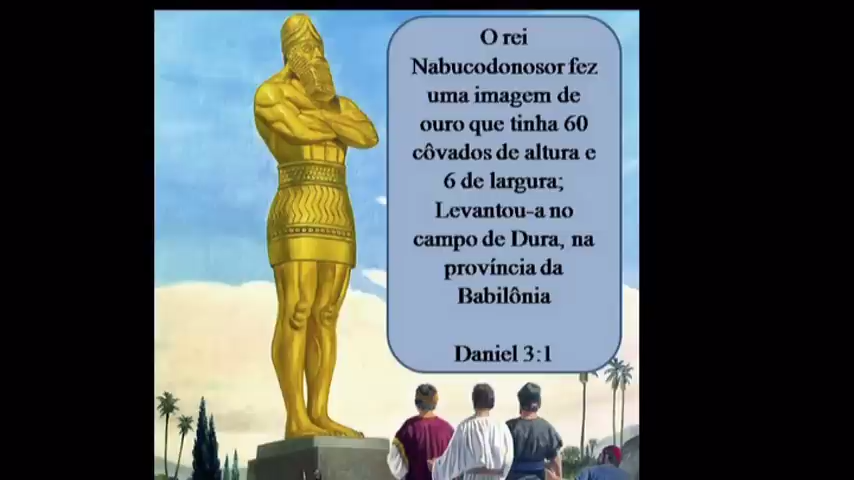 O rei
Nabucodonosor fez
uma imagem de
ouro que tinha 60
côvados de altura e
6 de largura;
Levantou-a no
campo de Dura, na
província da
Babilônia
Daniel 3:1